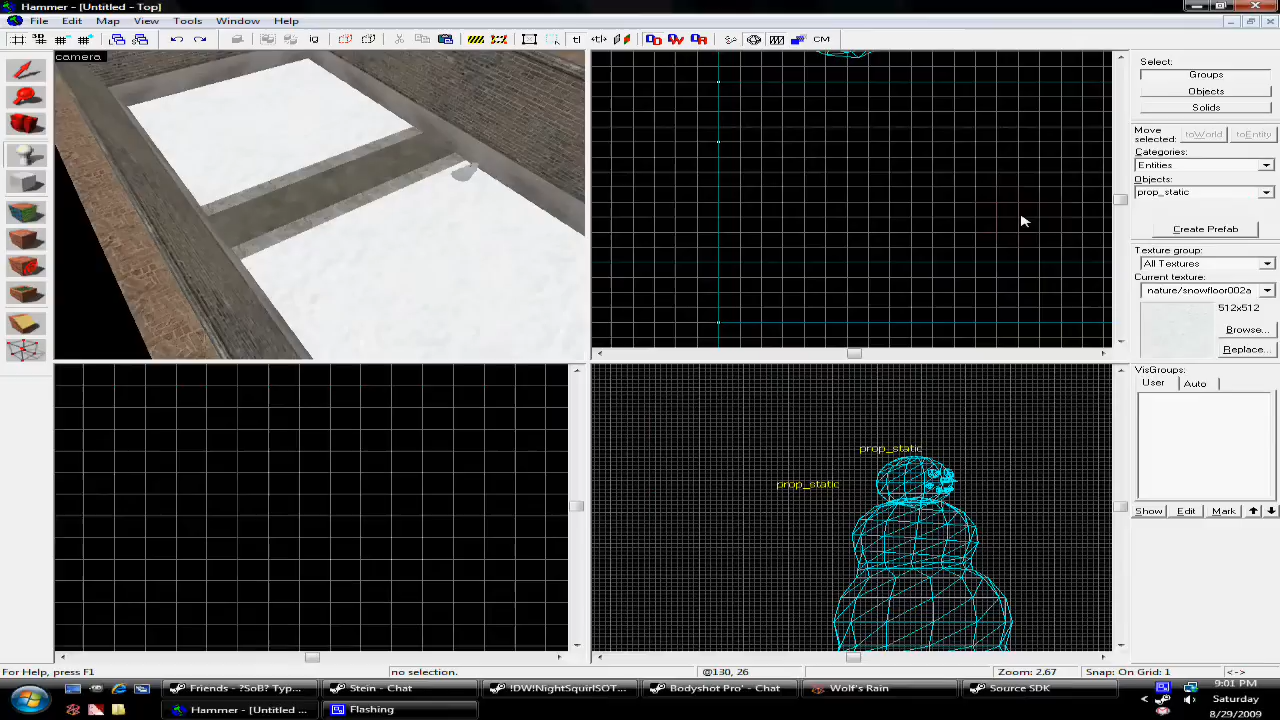 Hammer - [Untitled - Top]
File Edit Map View Tools Window Help
camera
Select:
Groups
Objects
Solids
Move selected: toWorld toEntity
Categories:
Entities
Objects:
prop_static
Create Prefab
Texture group:
All Textures
Current texture:
nature/snowfloor002a
512x512
Browse...
Replace...
VisGroups:
User Auto
Show Edit Mark
prop_static
prop_static
For Help, press F1 no selection. @130, 26 Zoom: 2.67 Snap: On Grid: 1 <->
Friends - ?SoB? Typ... Stein - Chat !DW!NightSquirlSOT... Bodyshot Pro' - Chat Wolf's Rain Source SDK
Hammer - [Untitled ... Flashing
9:01 PM
Saturday
8/29/2009